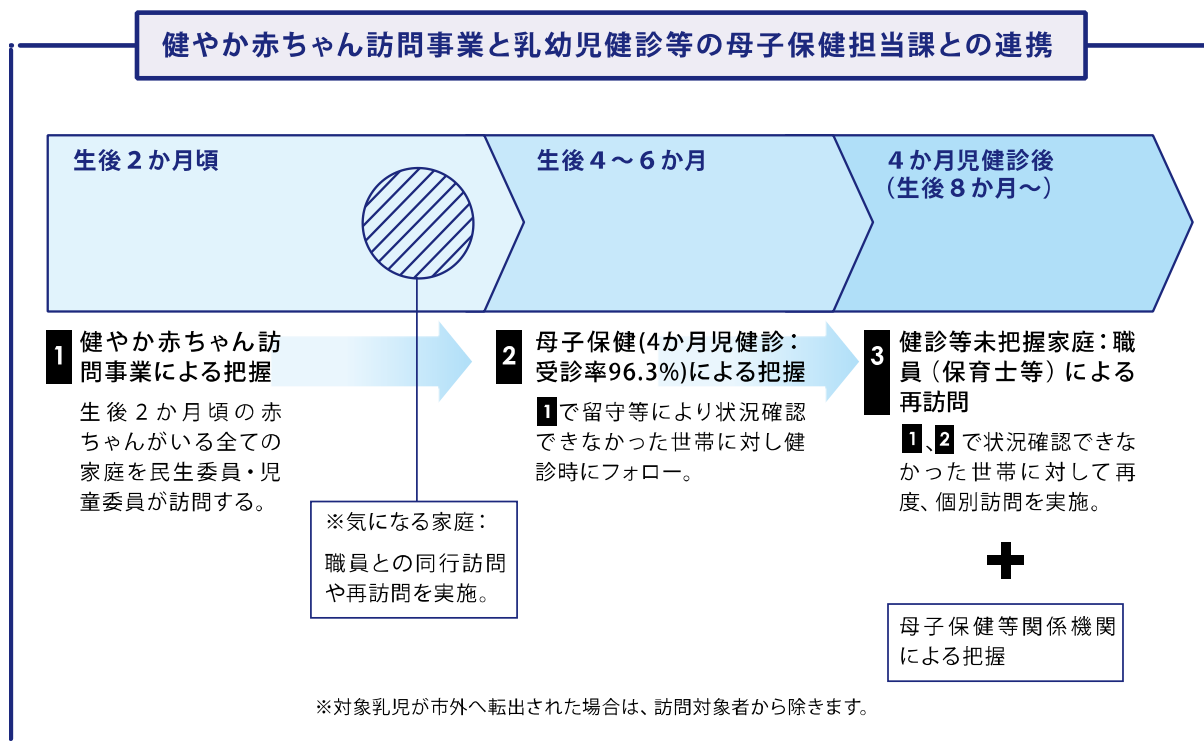 健やか赤ちゃん訪問事業と乳幼児健診等の母子保健担当課との連携
生後２か月頃
生後４～６か月
４か月児健診後
（生後８か月～）
1 健やか赤ちゃん訪
問事業による把握
生後２か月頃の赤
ちゃんがいる全ての
家庭を民生委員・児
童委員が訪問する。
※気になる家庭：
職員との同行訪問
や再訪問を実施。
2 母子保健(4か月児健診：
受診率96.3%)による把握
1で留守等により状況確認
できなかった世帯に対し健
診時にフォロー。
3 健診等未把握家庭：職
員（保育士等）による
再訪問
1、2 で状況確認できな
かった世帯に対して再
度、個別訪問を実施。
＋
母子保健等関係機関
による把握
※対象乳児が市外へ転出された場合は、訪問対象者から除きます。